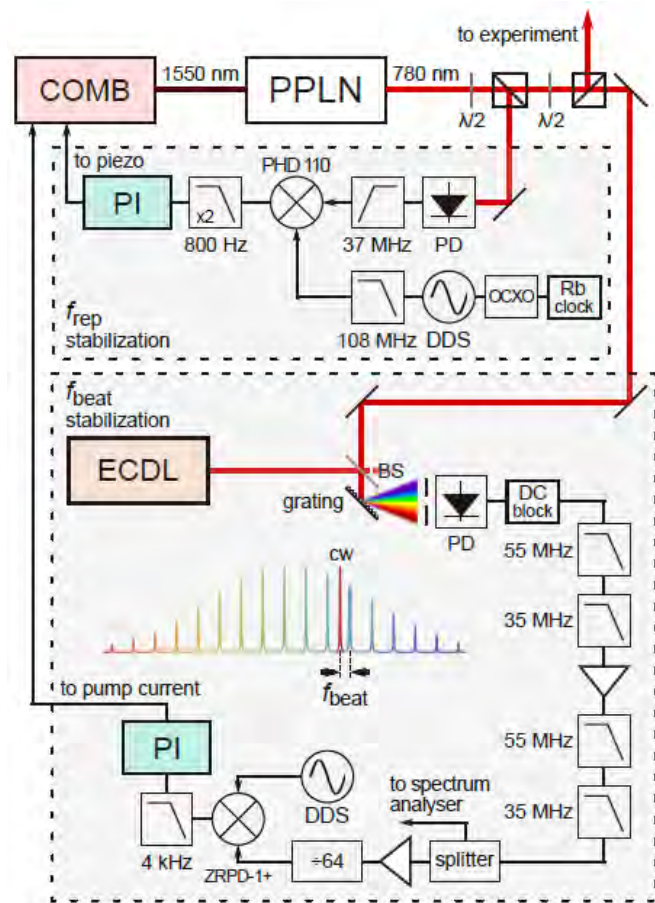 to experiment
COMB
1550 nm
PPLN
780 nm
λ/2
λ/2
to piezo
PHD 110
PI
x2
800 Hz
37 MHz
PD
108 MHz
DDS
OCXO
Rb
clock
frep
stabilization
fbeat
stabilization
ECDL
BS
grating
PD
DC
block
55 MHz
35 MHz
cw
fbeat
to pump current
PI
4 kHz
ZRPD-1+
DDS
÷64
to spectrum
analyser
splitter
55 MHz
35 MHz